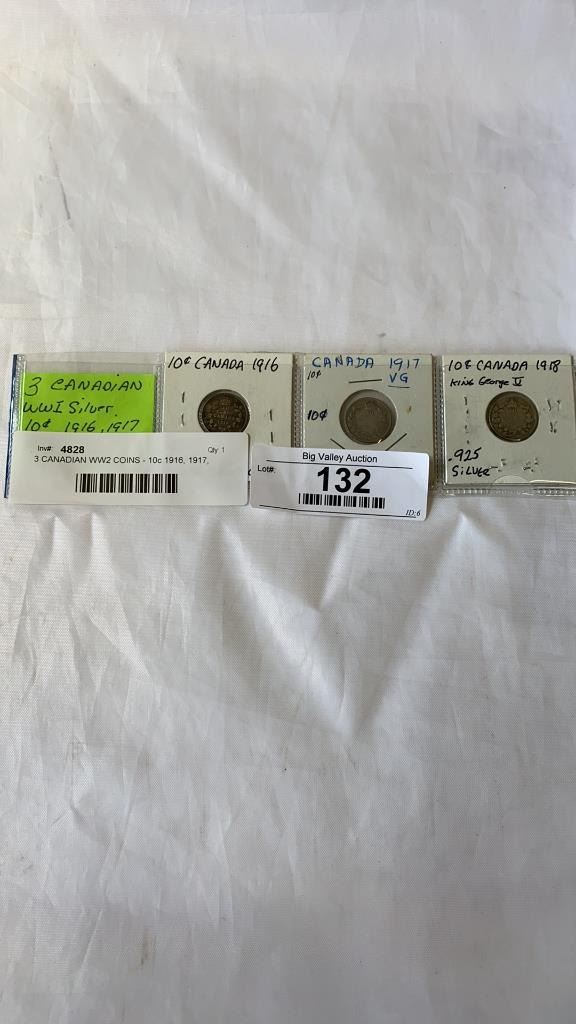 3 CANADIAN
WWI Silver.
10¢ 1916, 1917
Inv#: 4828 Qty 1
3 CANADIAN WW2 COINS - 10c 1916, 1917,
10¢ CANADA 1916
CANADA 1917
10¢
VG
10¢
Big Valley Auction
Lot#:
132
ID:6
10¢ CANADA 1918
King George V
.925
Silver